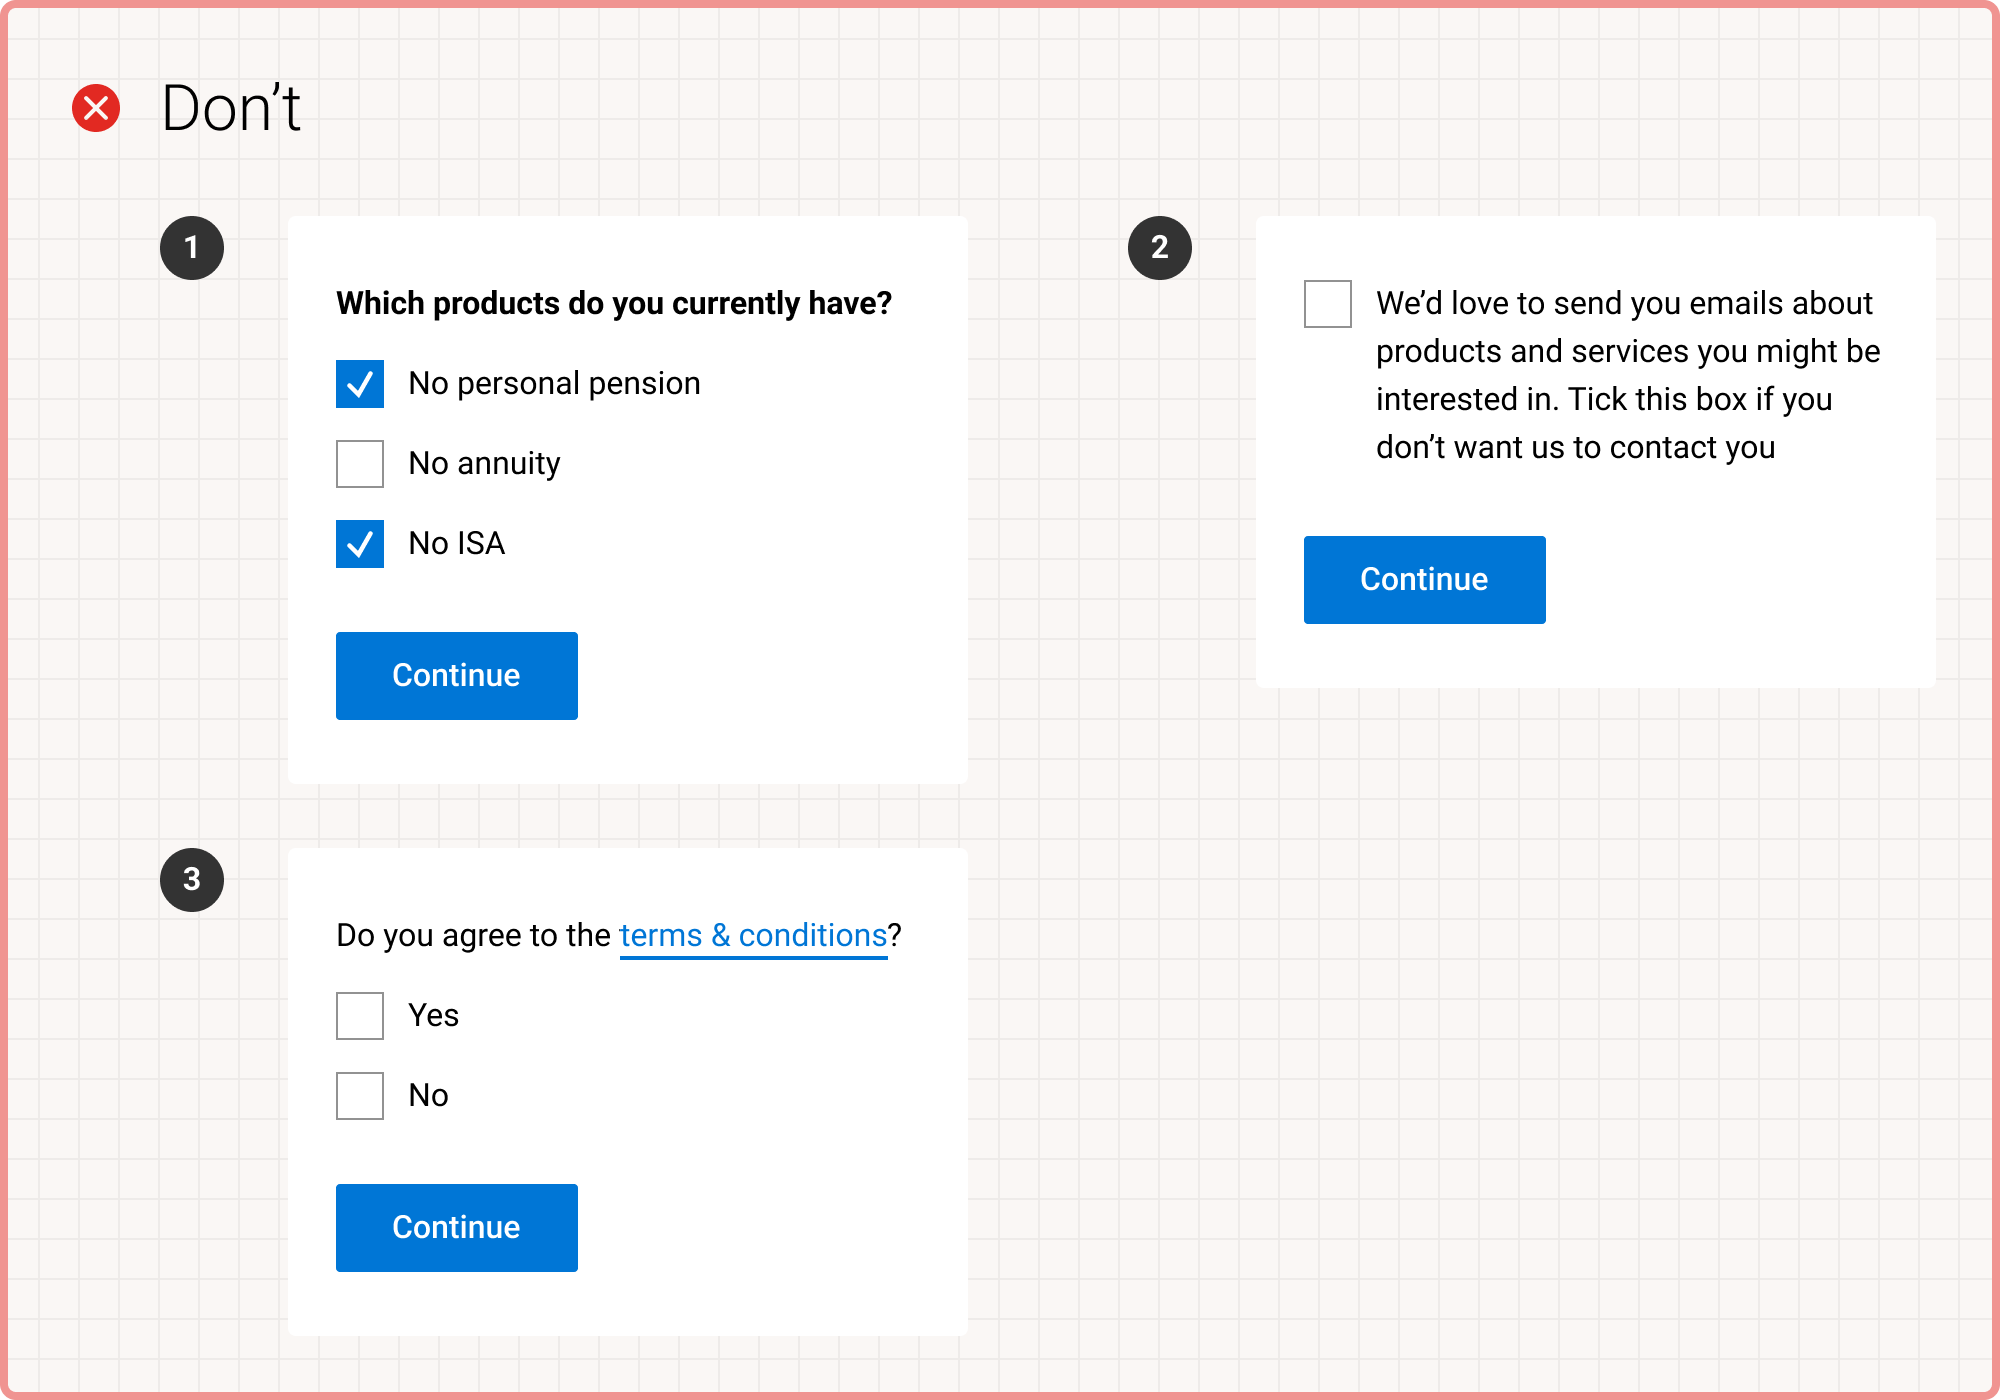 Don’t
1
Which products do you currently have?
No personal pension
No annuity
No ISA
Continue
2
We’d love to send you emails about
products and services you might be
interested in. Tick this box if you
don’t want us to contact you
Continue
3
Do you agree to the terms & conditions?
Yes
No
Continue